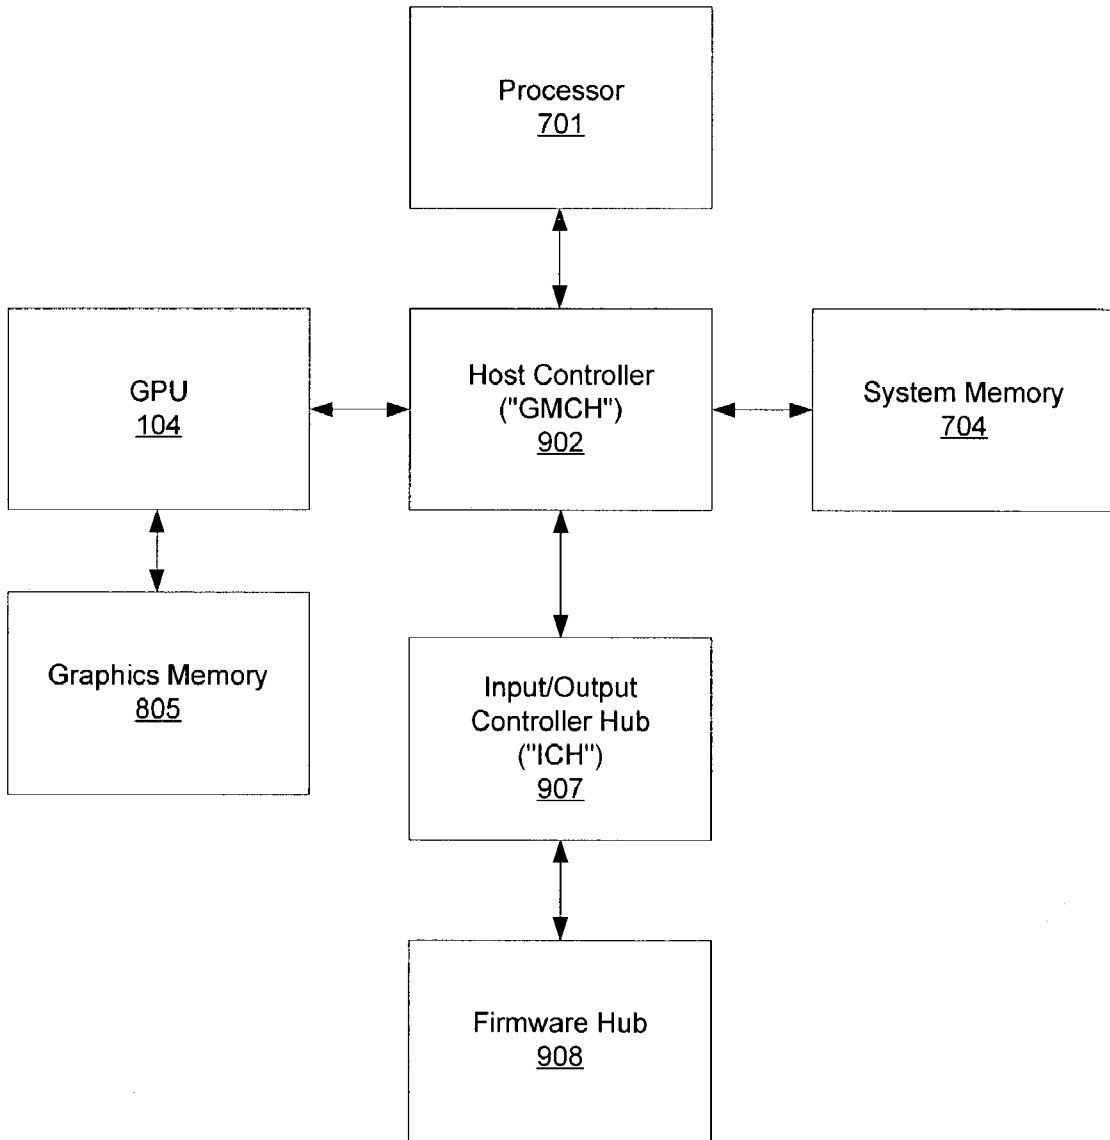 Processor
701
GPU
104
Host Controller
("GMCH")
902
System Memory
704
Graphics Memory
805
Input/Output
Controller Hub
("ICH")
907
Firmware Hub
908